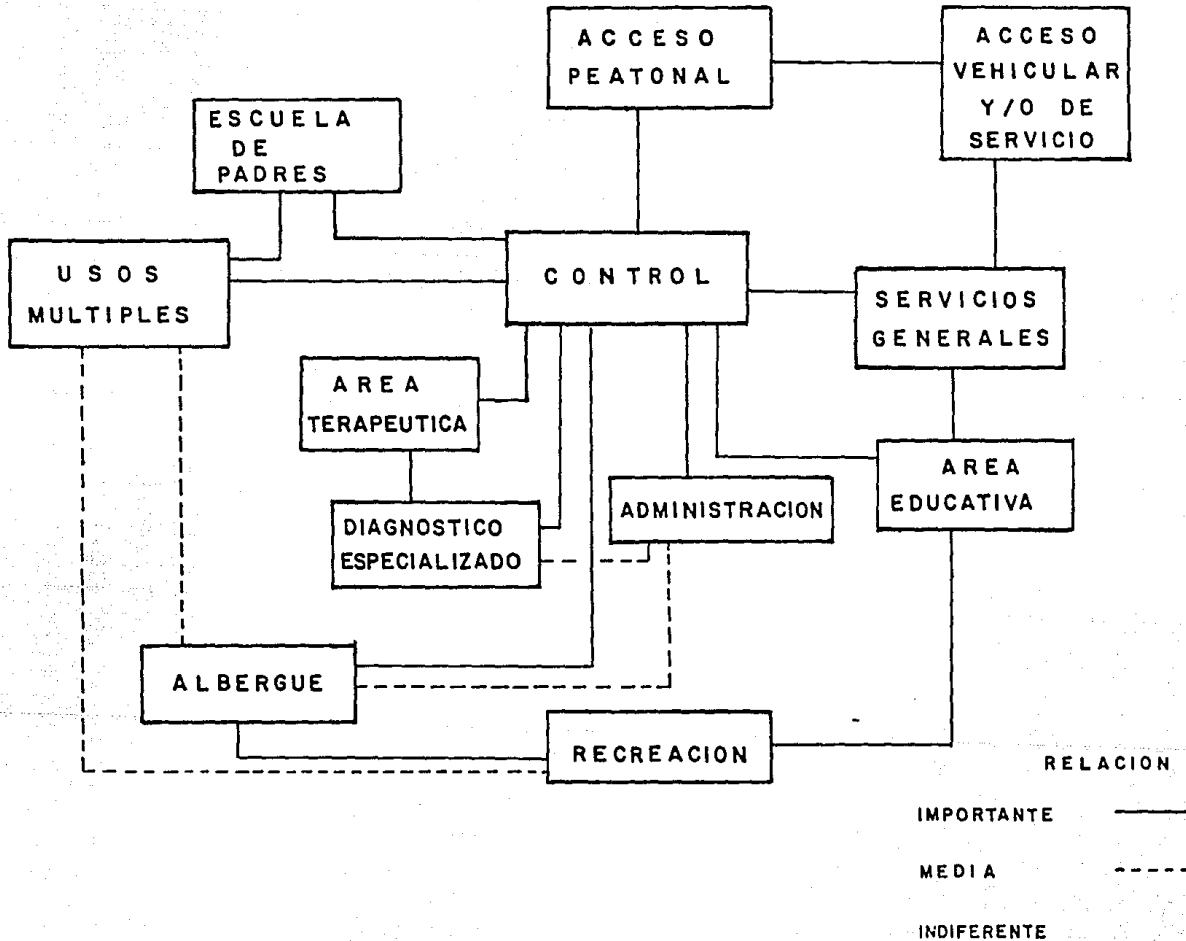 ACCESO
PEATONAL
ACCESO
VEHICULAR
Y/O DE
SERVICIO
ESCUELA
DE
PADRES
USOS
MULTIPLES
CONTROL
SERVICIOS
GENERALES
AREA
TERAPEUTICA
AREA
EDUCATIVA
DIAGNOSTICO
ESPECIALIZADO
ADMINISTRACION
ALBERGUE
RECREACION
RELACION
IMPORTANTE
MEDIA
INDIFERENTE